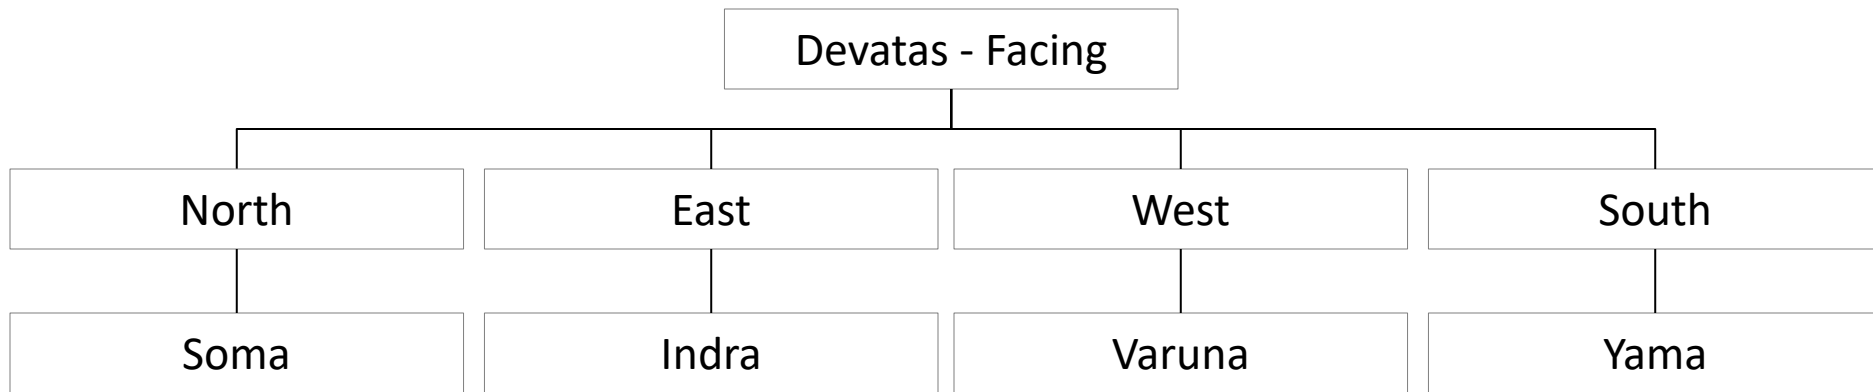 Devatas - Facing
North
East
West
South
Soma
Indra
Varuna
Yama